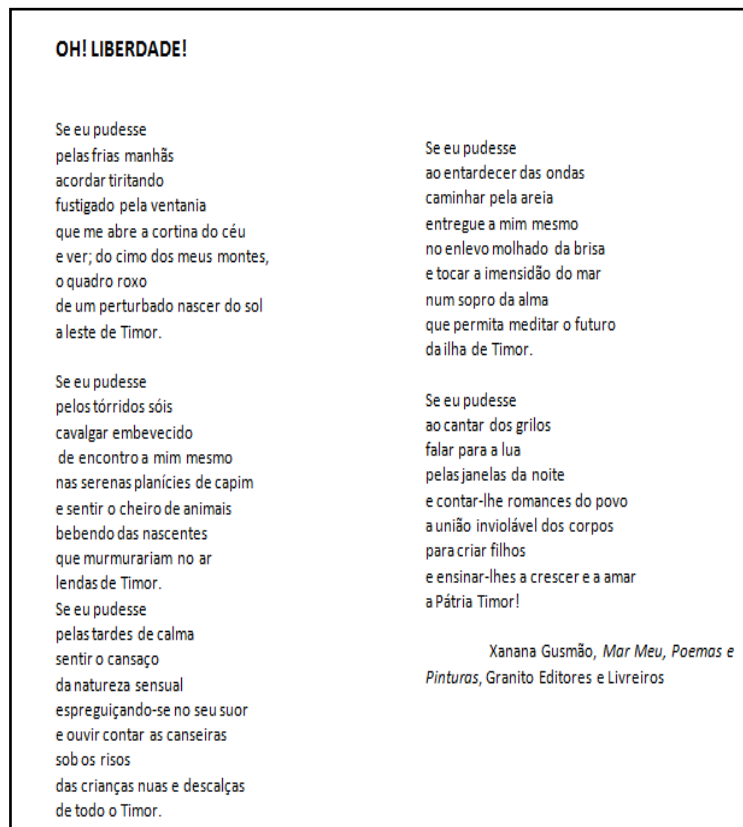 OH! LIBERDADE!
Se eu pudesse
pelas frias manhãs
acordar tiritando
fustigado pela ventania
que me abre a cortina do céu
e ver; do cimo dos meus montes,
o quadro roxo
de um perturbado nascer do sol
a leste de Timor.
Se eu pudesse
pelos tórridos sóis
cavalgar embevecido
de encontro a mim mesmo
nas serenas planícies de capim
e sentir o cheiro de animais
bebendo das nascentes
que murmurariam no ar
lendas de Timor.
Se eu pudesse
pelas tardes de calma
sentir o cansaço
da natureza sensual
espreguiçando-se no seu suor
e ouvir contar as canseiras
sob os risos
das crianças nuas e descalças
de todo o Timor.
Se eu pudesse
ao entardecer das ondas
caminhar pela areia
entregue a mim mesmo
no enlevo molhado da brisa
e tocar a imensidão do mar
num sopro da alma
que permita meditar o futuro
da ilha de Timor.
Se eu pudesse
ao cantar dos grilos
falar para a lua
pelas janelas da noite
e contar-lhe romances do povo
a união inviolável dos corpos
para criar filhos
e ensinar-lhes a crescer e a amar
a Pátria Timor!
Xanana Gusmão, Mar Meu, Poemas e
Pinturas, Granito Editores e Livreiros